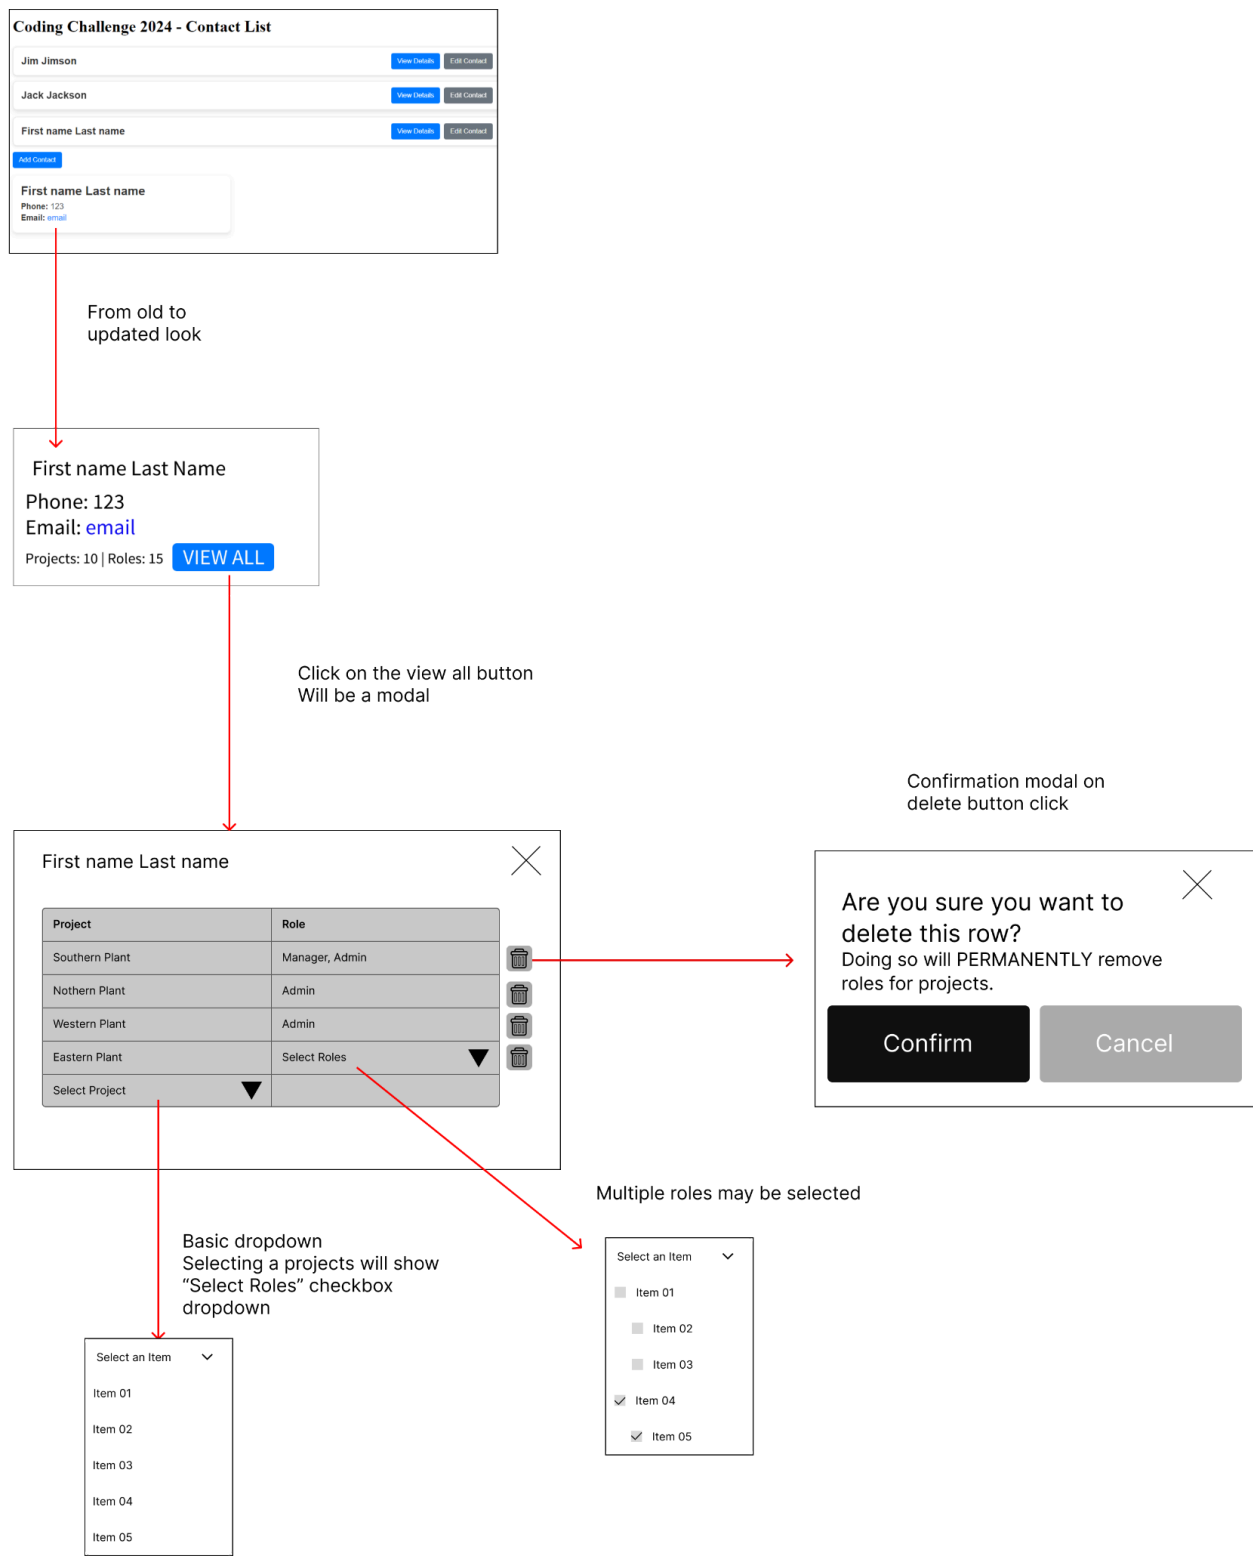 Coding Challenge 2024 - Contact List
Jim Jimson
View Details
Edit Contact
Jack Jackson
View Details
Edit Contact
First name Last name
View Details
Edit Contact
Add Contact
First name Last name
Phone: 123
Email: email
From old to
updated look
First name Last Name
Phone: 123
Email: email
Projects: 10 | Roles: 15
VIEW ALL
Click on the view all button
Will be a modal
Confirmation modal on
delete button click
First name Last name
Project
Role
Southern Plant
Manager, Admin
Nothern Plant
Admin
Western Plant
Admin
Eastern Plant
Select Roles
Select Project
Are you sure you want to
delete this row?
Doing so will PERMANENTLY remove
roles for projects.
Confirm
Cancel
Multiple roles may be selected
Basic dropdown
Selecting a projects will show
“Select Roles” checkbox
dropdown
Select an Item
Item 01
Item 02
Item 03
Item 04
Item 05
Select an Item
Item 01
Item 02
Item 03
Item 04
Item 05